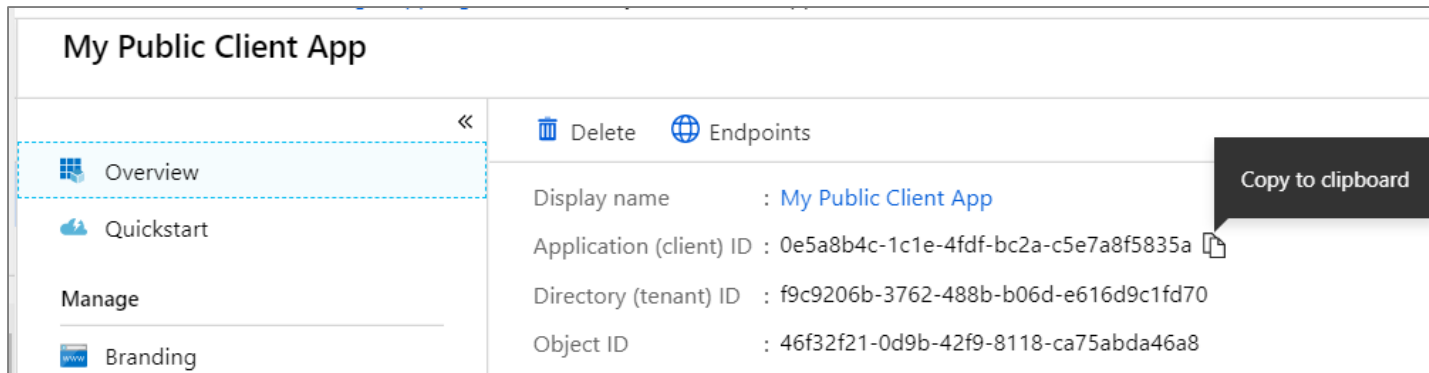 My Public Client App
«
Delete Endpoints
Overview
Copy to clipboard
Display name : My Public Client App
Quickstart
Application (client) ID : 0e5a8b4c-1c1e-4fdf-bc2a-c5e7a8f5835a
Manage
Directory (tenant) ID : f9c9206b-3762-488b-b06d-e616d9c1fd70
Object ID : 46f32f21-0d9b-42f9-8118-ca75abda46a8
www
Branding